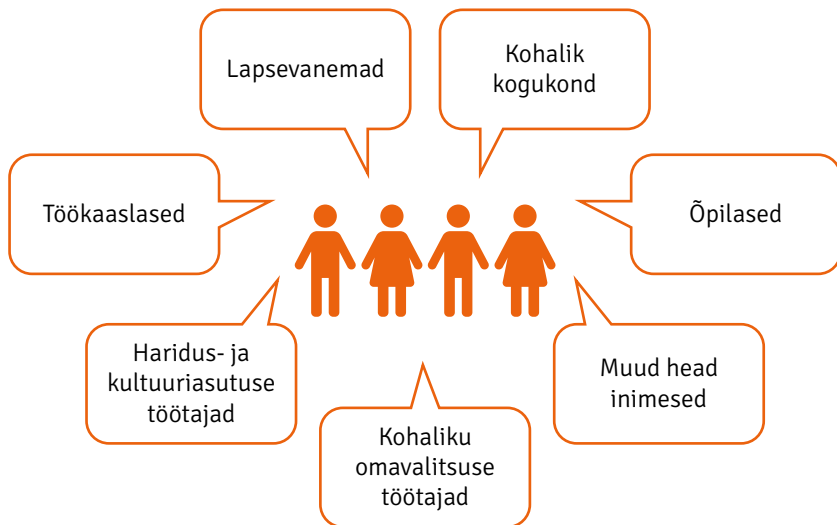 Lapsevanemad
Kohalik
kogukond
Töökaaslased
Õpilased
Haridus- ja
kultuuriasutuse
töötajad
Muud head
inimesed
Kohaliku
omavalitsuse
töötajad